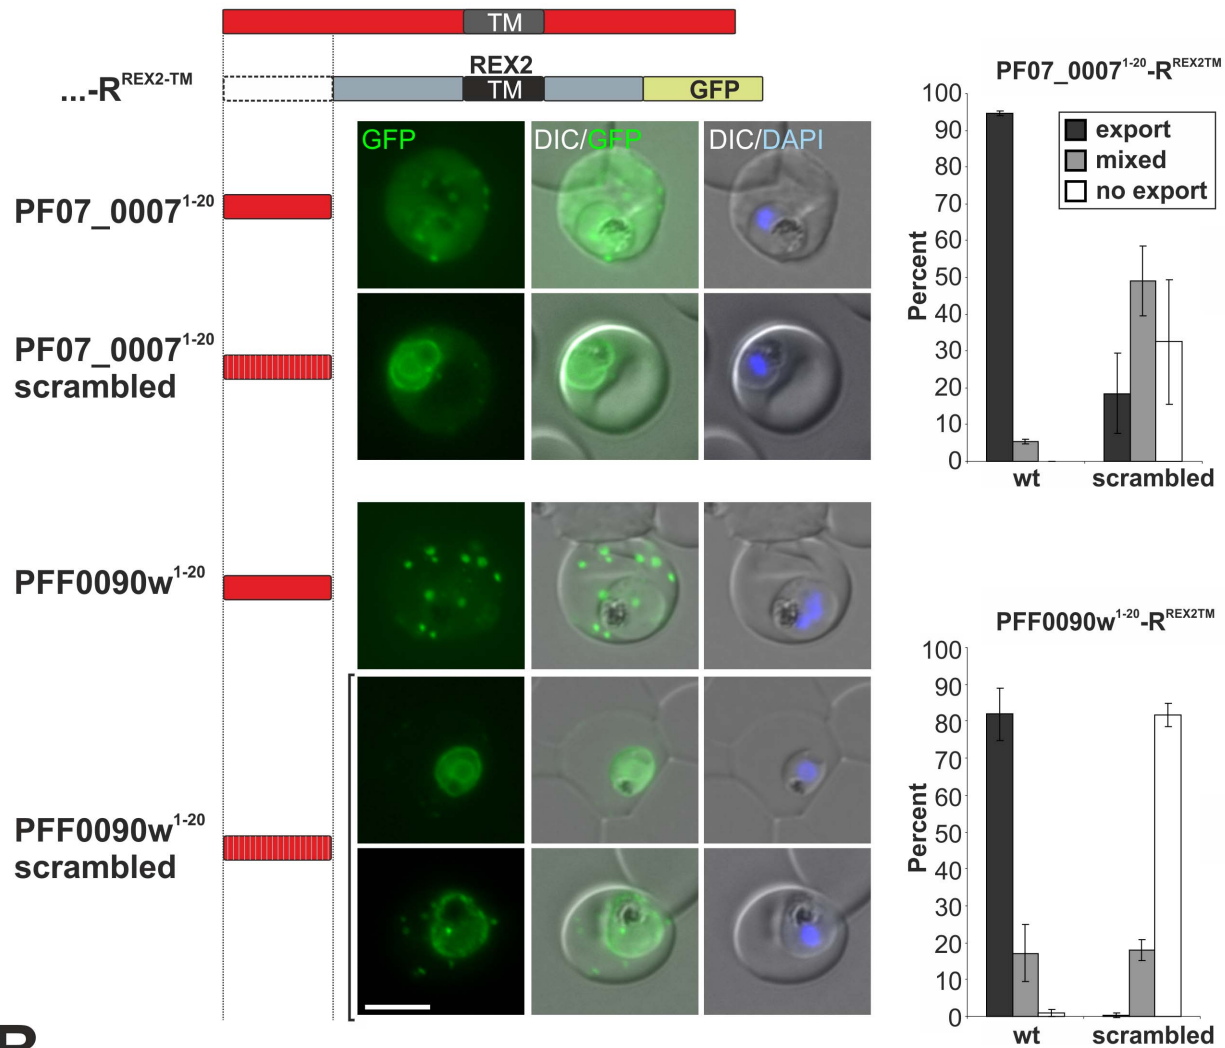 TM
REX2
...-R^REX2-TM
TM
GFP
GFP
DIC/GFP
DIC/DAPI
PF07_0007^1-20
PF07_0007^1-20
scrambled
PFF0090w^1-20
PFF0090w^1-20
scrambled
PF07_0007^1-20-R^REX2TM
100
90
80
70
60
50
40
30
20
10
0
Percent
export
mixed
no export
wt
scrambled
PFF0090w^1-20-R^REX2TM
100
90
80
70
60
50
40
30
20
10
0
Percent
wt
scrambled